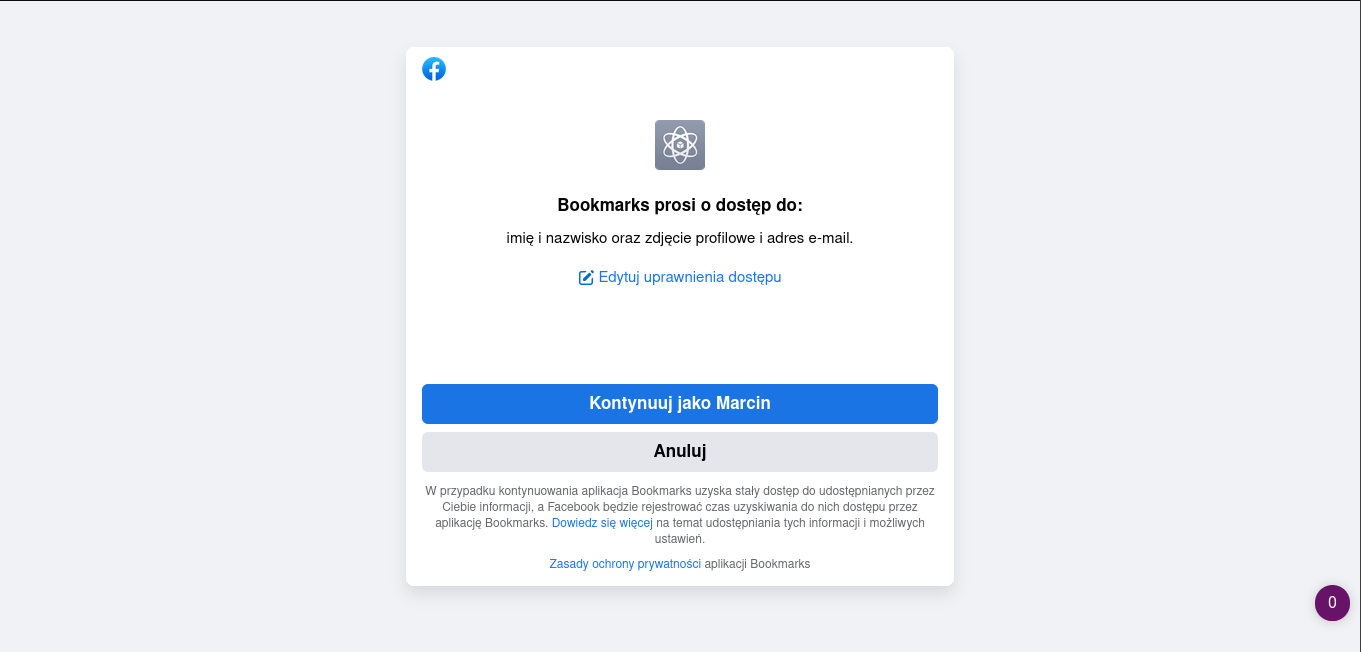 Bookmarks prosi o dostęp do:
imię i nazwisko oraz zdjęcie profilowe i adres e-mail.
Edytuj uprawnienia dostępu
Kontynuuj jako Marcin
Anuluj
W przypadku kontynuowania aplikacja Bookmarks uzyska stały dostęp do udostępnianych przez
Ciebie informacji, a Facebook będzie rejestrować czas uzyskiwania do nich dostępu przez
aplikację Bookmarks. Dowiedz się więcej na temat udostępniania tych informacji i możliwych
ustawień.
Zasady ochrony prywatności aplikacji Bookmarks
0